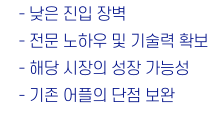 - 낮은 진입 장벽
- 전문 노하우 및 기술력 확보
- 해당 시장의 성장 가능성
- 기존 어플의 단점 보완